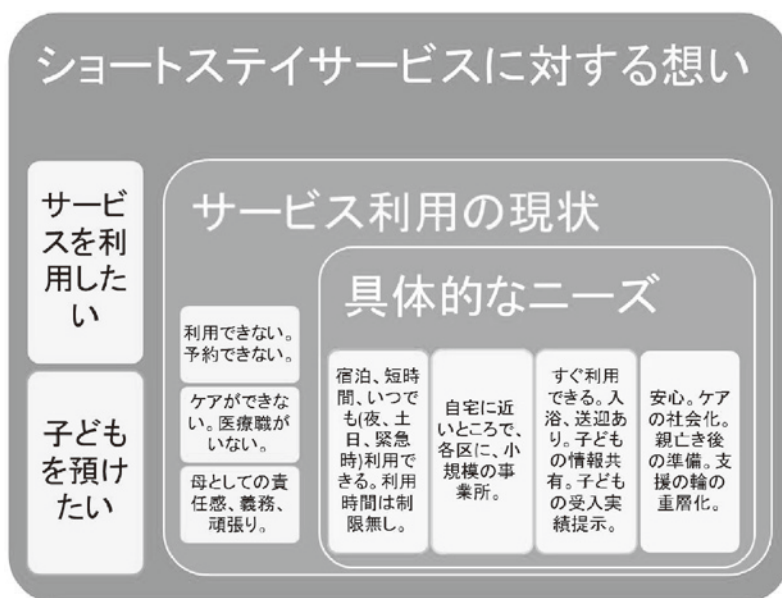 ショートステイサービスに対する想い
サービ
スを利
用した
い
子ども
を預け
たい
サービス利用の現状
利用できない。
予約できない。
ケアができ
ない。医療職が
いない。
母としての責
任感、義務、
頑張り。
具体的なニーズ
宿泊、短時
間、いつで
も(夜、土
日、緊急
時)利用で
きる。利用
時間は制
限無し。
自宅に近
いところで、
各区に、小
規模の事
業所。
すぐ利用
できる。入
浴、送迎あ
り。子ども
の情報共
有。子ども
の受入実
績提示。
安心。ケア
の社会化。
親亡き後
の準備。支
援の輪の
重層化。